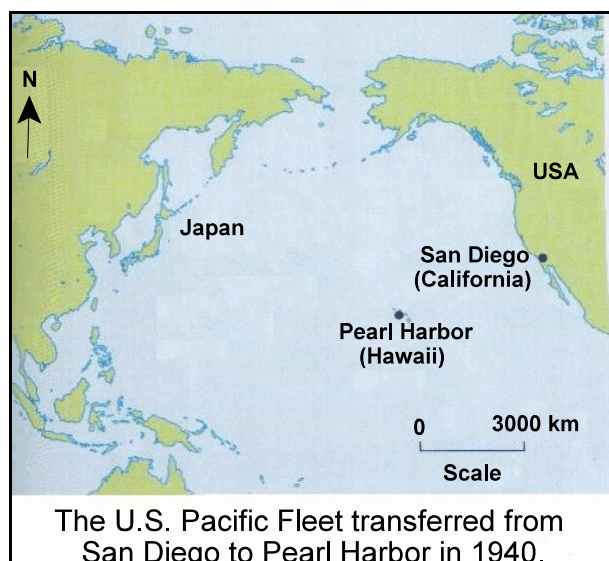 N
USA
Japan
San Diego
(California)
Pearl Harbor
(Hawaii)
0 3000 km
Scale
The U.S. Pacific Fleet transferred from
San Diego to Pearl Harbor in 1940.